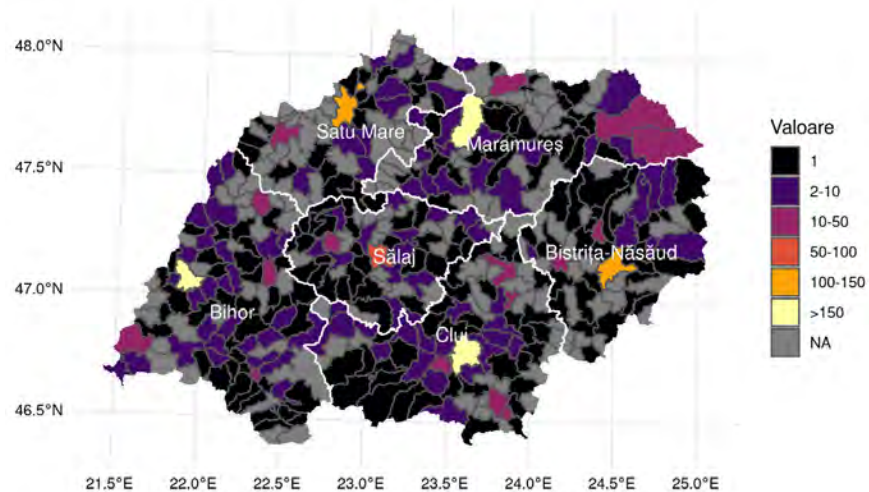 48.0°N
47.5°N
47.0°N
46.5°N
Satu Mare
Maramureș
Sălaj
Bistrița-Năsăud
Bihor
Cluj
21.5°E 22.0°E 22.5°E 23.0°E 23.5°E 24.0°E 24.5°E 25.0°E
Valoare
1
2-10
10-50
50-100
100-150
>150
NA